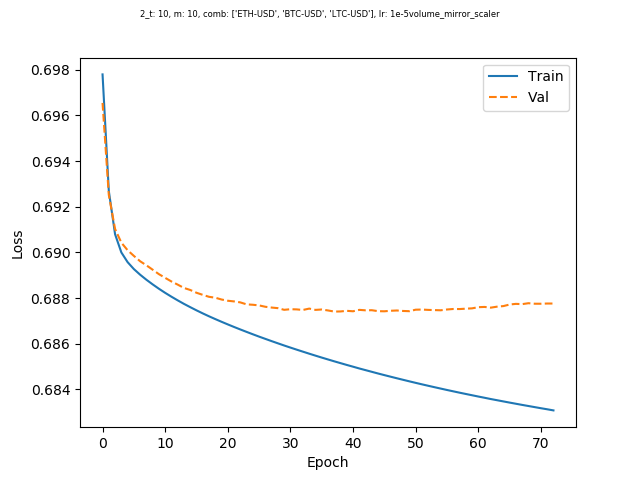 2_t: 10, m: 10, comb: ['ETH-USD', 'BTC-USD', 'LTC-USD'], lr: 1e-5volume_mirror_scaler
Train
Val
0.698
0.696
0.694
0.692
0.690
0.688
0.686
0.684
Loss
0 10 20 30 40 50 60 70
Epoch